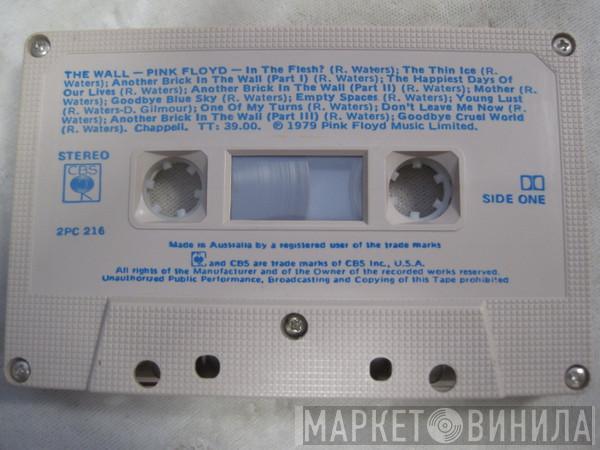 THE WALL — PINK FLOYD — In The Flesh? (R. Waters); The Thin Ice (R.
Waters); Another Brick In The Wall (Part I) (R. Waters); The Happiest Days Of
Our Lives (R. Waters); Another Brick In The Wall (Part II) (R. Waters); Mother (R.
Waters); Goodbye Blue Sky (R. Waters); Empty Spaces (R. Waters); Young Lust
(R. Waters-D. Gilmour); One Of My Turns (R. Waters); Don't Leave Me Now (R.
Waters); Another Brick In The Wall (Part III) (R. Waters); Goodbye Cruel World
(R. Waters). Chappell. TT: 39.00. ℗ 1979 Pink Floyd Music Limited.
STEREO
CBS
SIDE ONE
2PC 216
Made in Australia by a registered user of the trade marks
and CBS are trade marks of CBS Inc., U.S.A.
All rights of the Manufacturer and of the Owner of the recorded works reserved.
Unauthorized Public Performance, Broadcasting and Copying of this Tape prohibited
МАРКЕТ ВИНИЛА